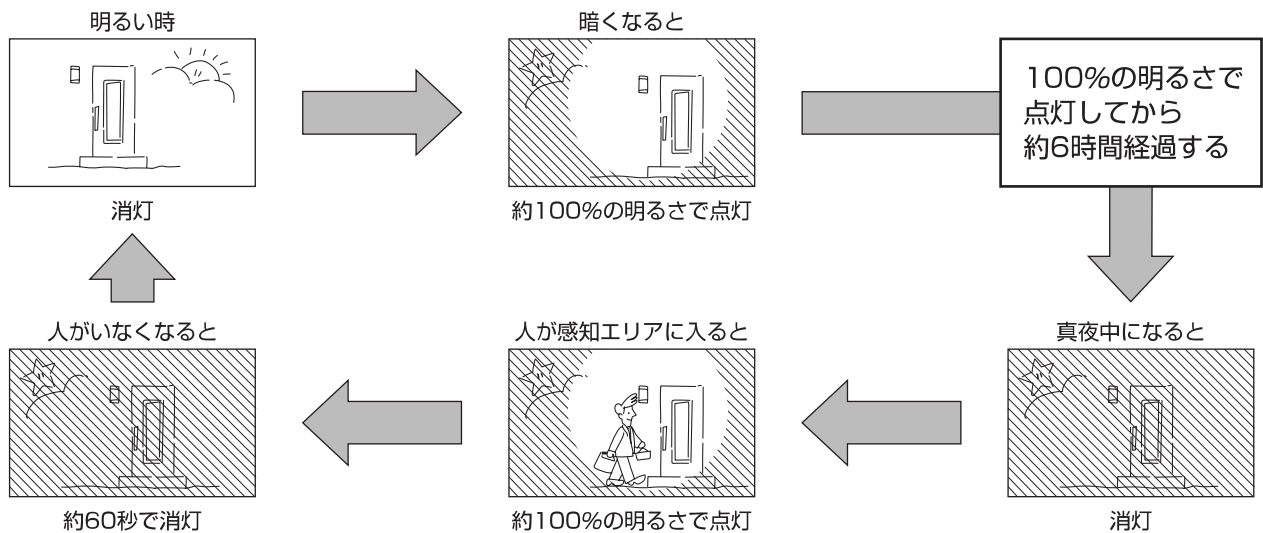 明るい時
消灯
暗くなると
約100%の明るさで点灯
100%の明るさで
点灯してから
約6時間経過する
真夜中になると
消灯
人が感知エリアに入ると
約100%の明るさで点灯
人がいなくなると
約60秒で消灯